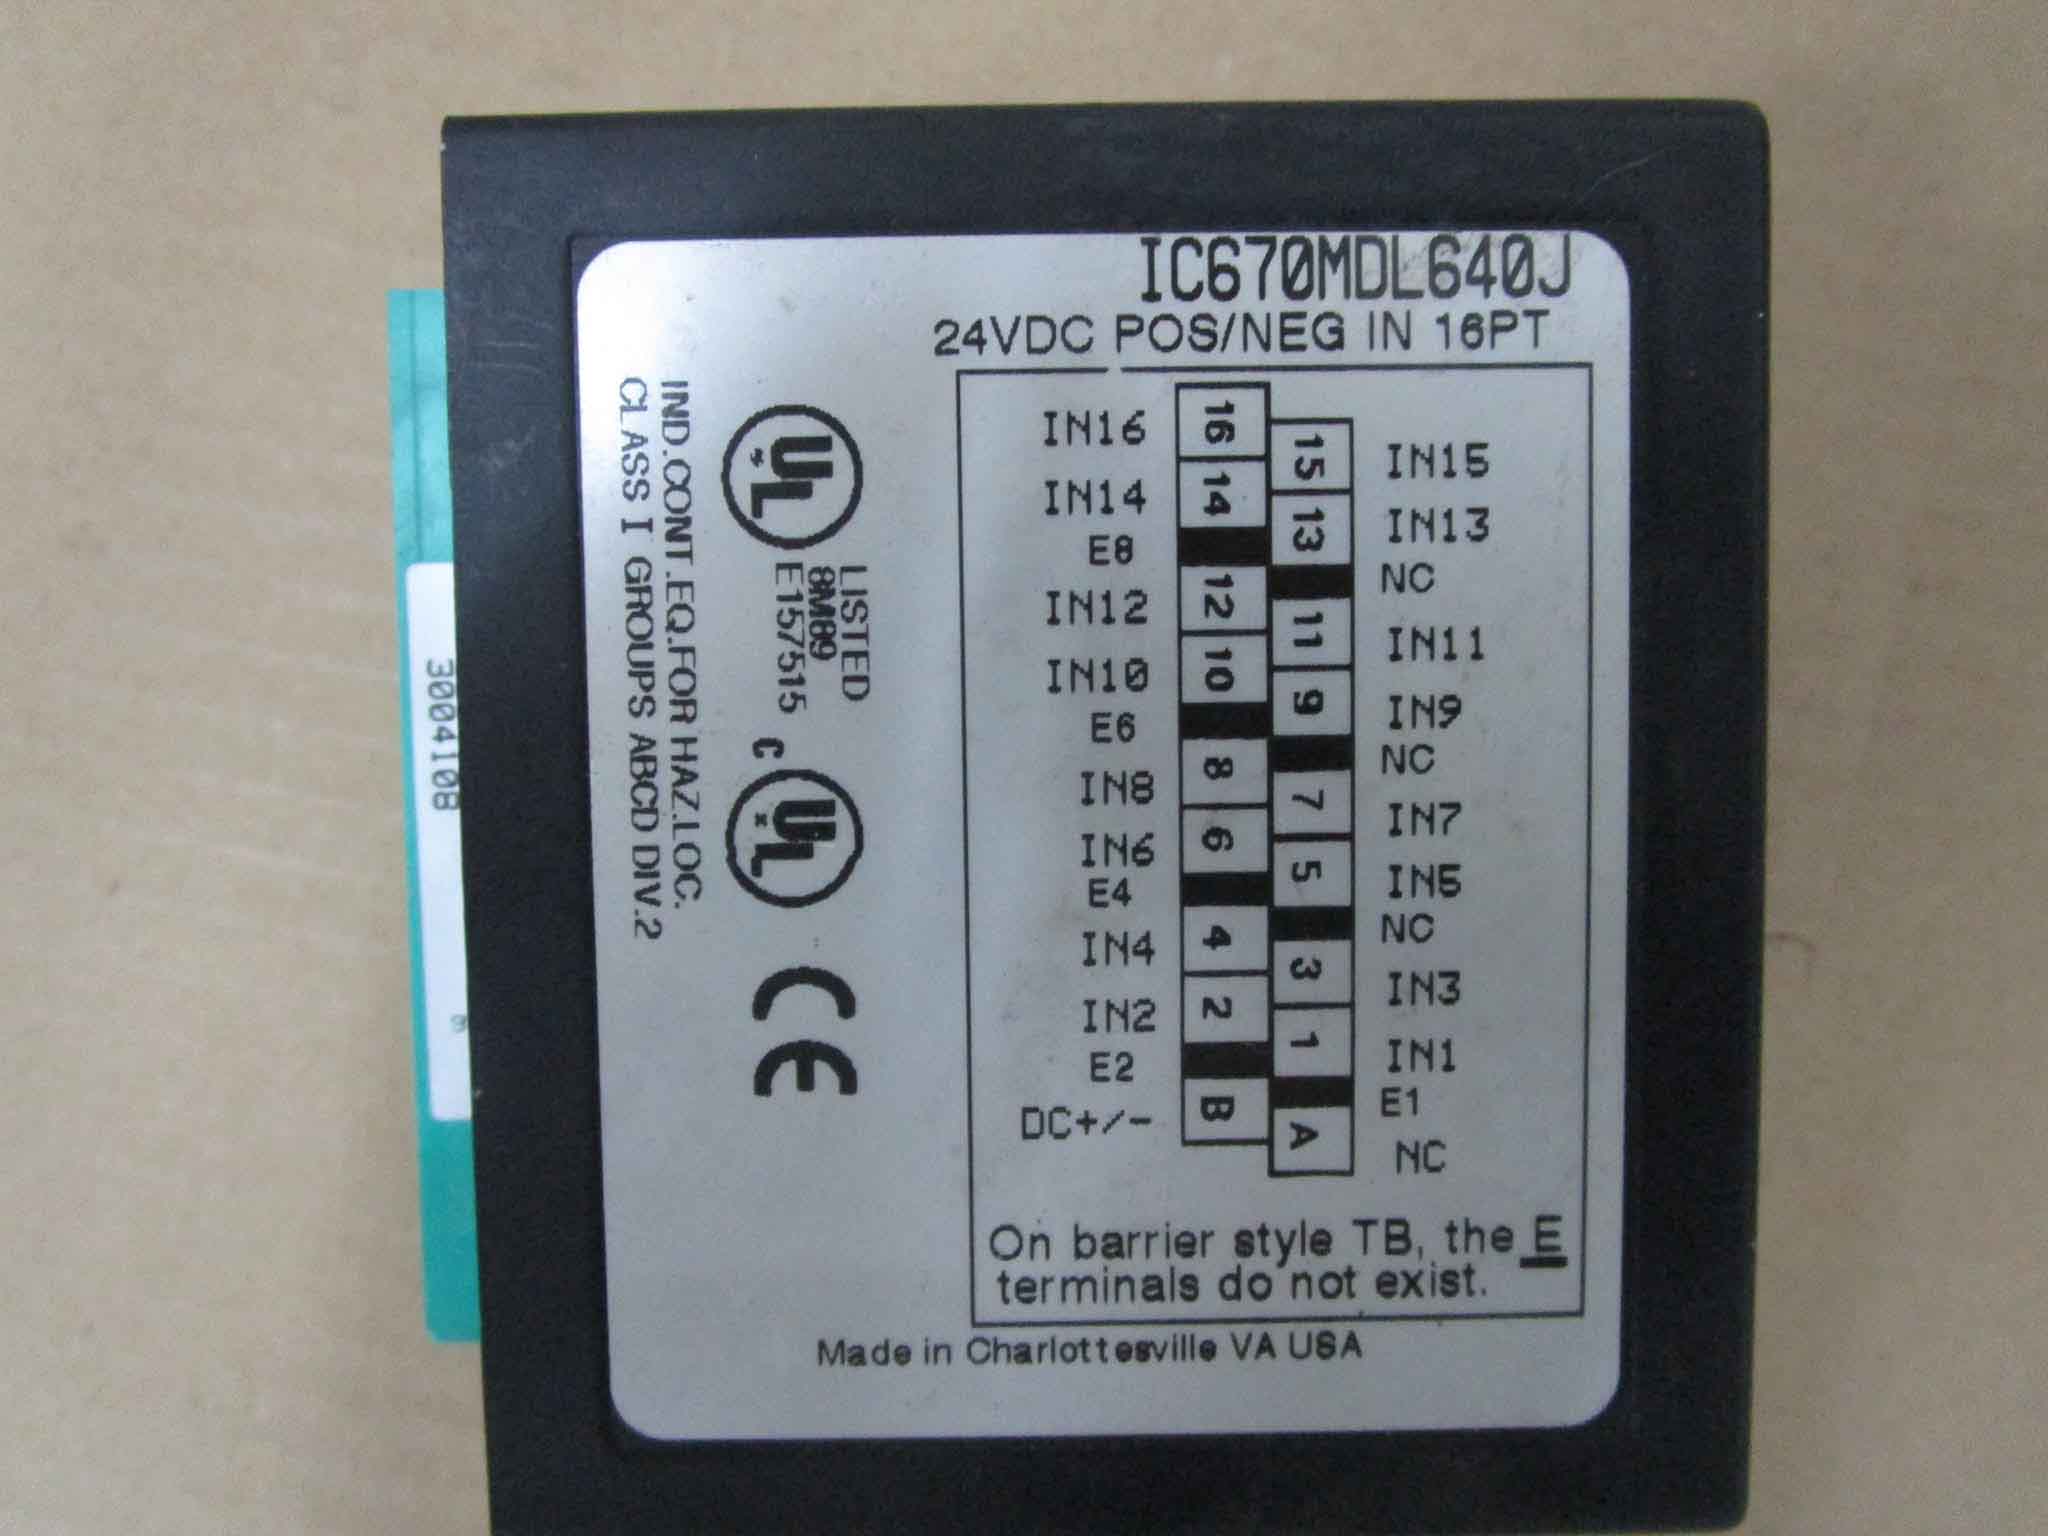 IC670MDL640J
24VDC POS/NEG IN 16PT
IN16 16 15 IN15
IN14 14 13 IN13
E8 NC
IN12 12 11 IN11
IN10 10 9 IN9
E6 NC
IN8 8 7 IN7
IN6 6 5 IN5
E4 NC
IN4 4 3 IN3
IN2 2 1 IN1
E2 E1
DC+/- B A NC
On barrier style TB, the E
terminals do not exist.
Made in Charlottesville VA USA
UL
LISTED
8M89
E157515
C UL
IND.CONT.EQ.FOR HAZ.LOC.
CLASS I GROUPS ABCD DIV.2
CE
300410B